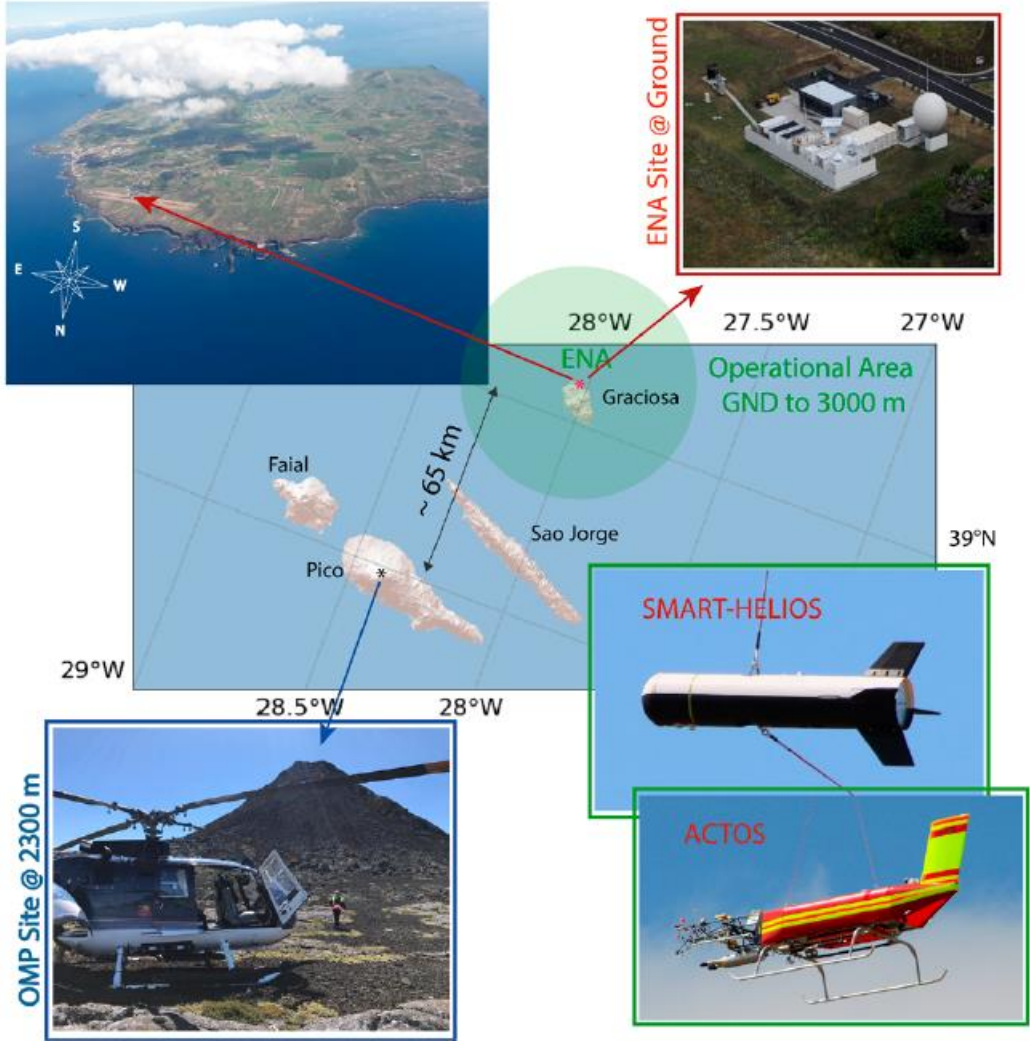 ENA Site @ Ground
S
E
W
N
28°W
27.5°W
27°W
ENA
Operational Area
GND to 3000 m
Graciosa
~ 65 km
Faial
Sao Jorge
39°N
Pico
SMART-HELIOS
29°W
28.5°W
28°W
OMP Site @ 2300 m
ACTOS